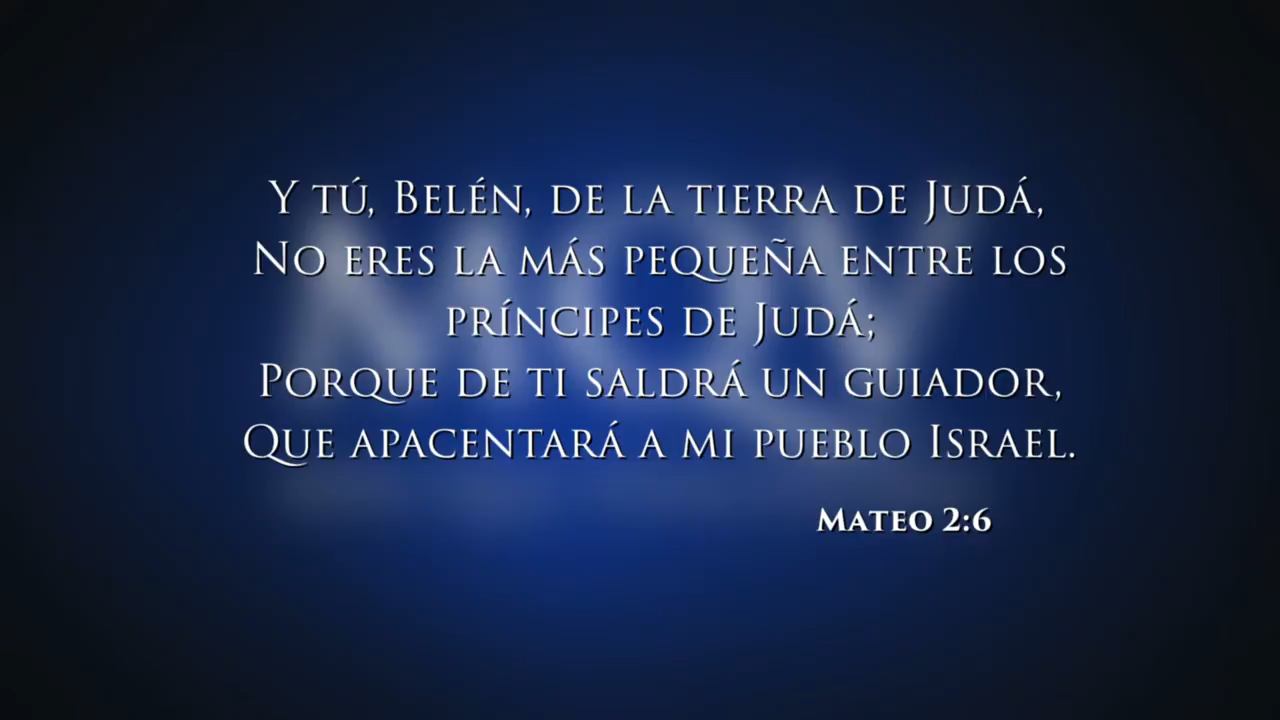 Y tú, Belén, de la tierra de Judá,
No eres la más pequeña entre los
príncipes de Judá;
Porque de ti saldrá un guiador,
Que apacentará a mi pueblo Israel.
Mateo 2:6